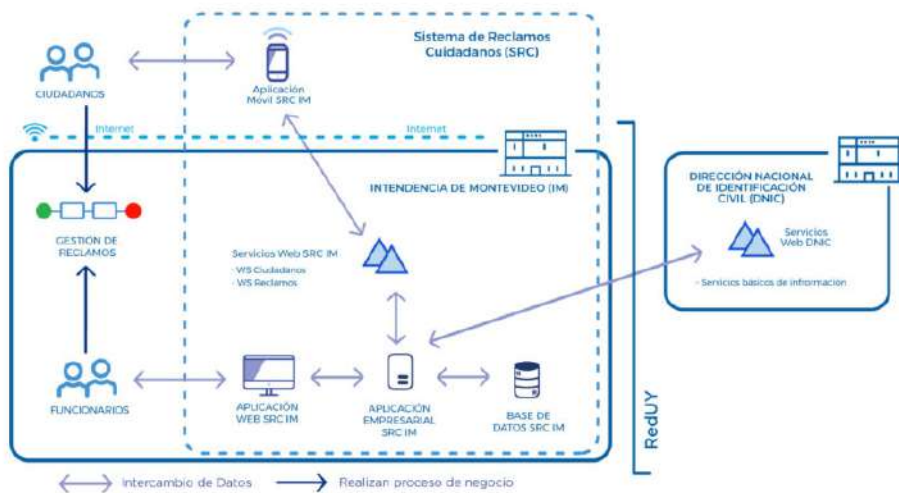 Sistema de Reclamos
Cuidadanos (SRC)
CIUDADANOS
Aplicación
Móvil SRC IM
Internet
Internet
INTENDENCIA DE MONTEVIDEO (IM)
DIRECCIÓN NACIONAL
DE IDENTIFICACIÓN
CIVIL (DNIC)
Servicios
Web DNIC
- Servicios básicos de infromacion
GESTIÓN DE
RECLAMOS
Servicios Web SRC IM
- WS Ciudadanos
- WS Reclamos
FUNCIONARIOS
APLICACIÓN
WEB SRC IM
APLICACIÓN
EMPRESARIAL
SRC IM
BASE DE
DATOS SRC IM
RedUY
Intercambio de Datos
Realizan proceso de negocio